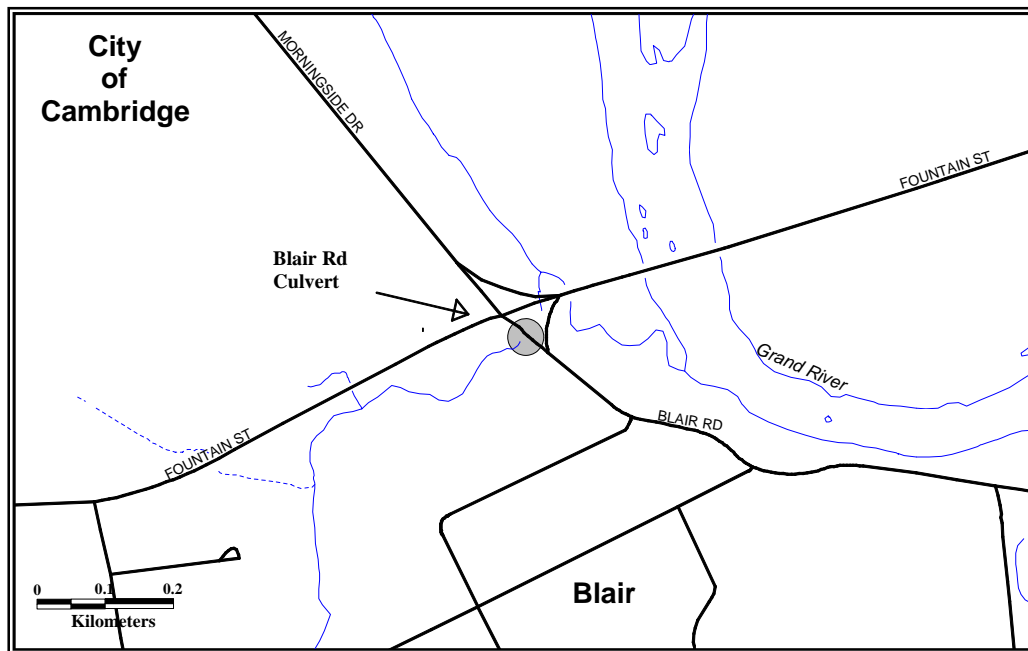 City
of
Cambridge
MORNINGSIDE DR
FOUNTAIN ST
Blair Rd
Culvert
Grand River
BLAIR RD
FOUNTAIN ST
Blair
0 0.1 0.2
Kilometers